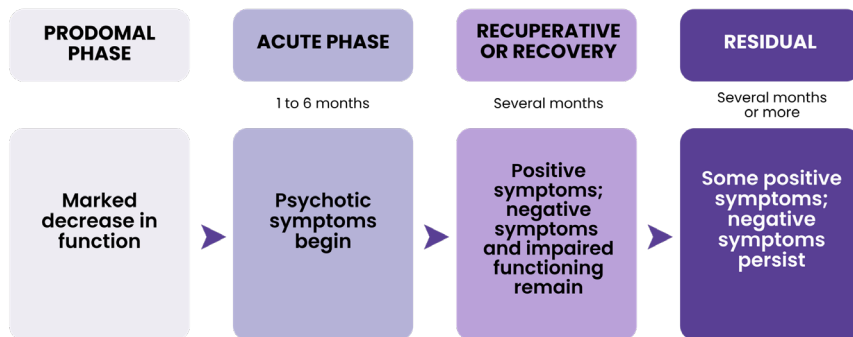 PRODOMAL
PHASE
ACUTE PHASE
RECUPERATIVE
OR RECOVERY
RESIDUAL
1 to 6 months
Several months
Several months
or more
Marked
decrease in
function
Psychotic
symptoms
begin
Positive
symptoms;
negative
symptoms
and impaired
functioning
remain
Some positive
symptoms;
negative
symptoms
persist